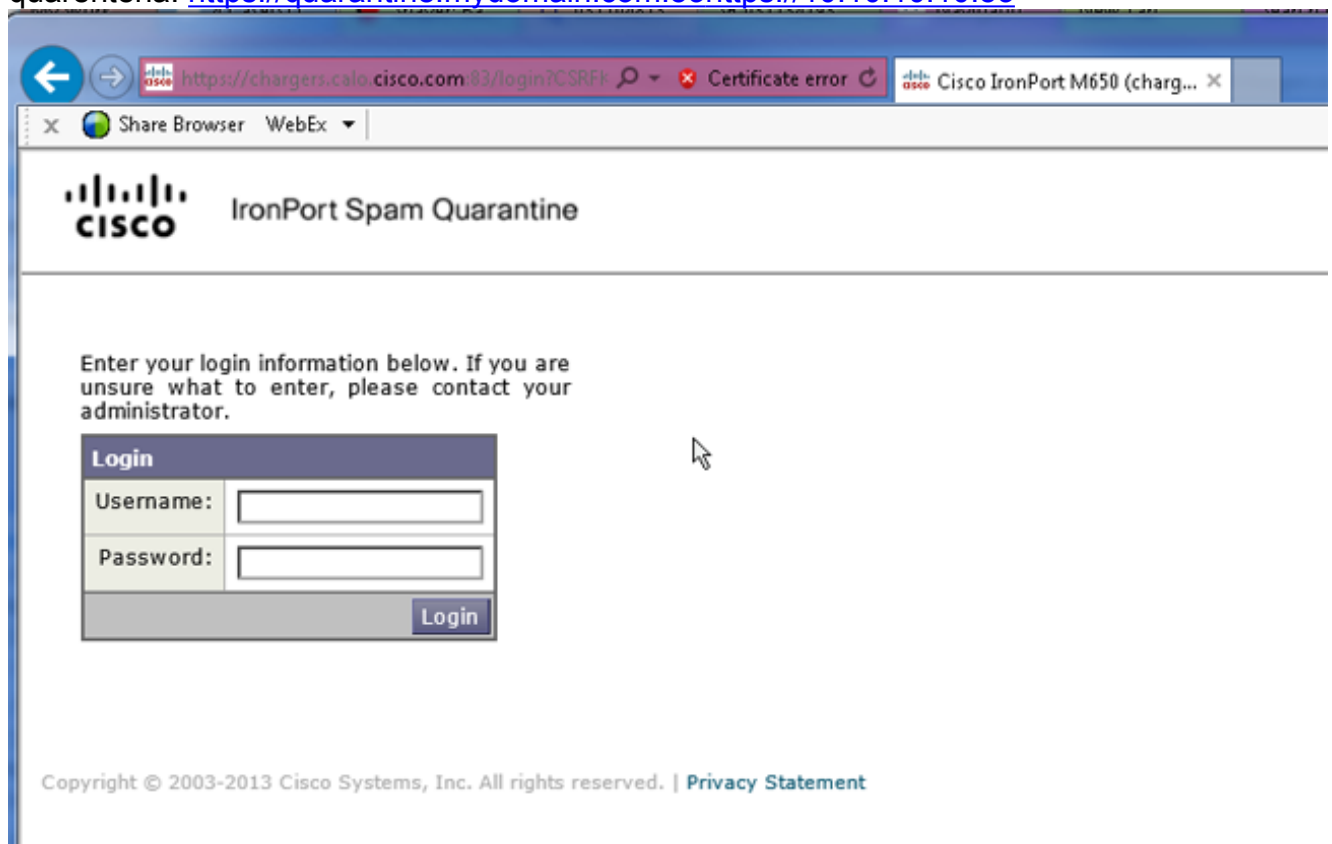 https://chargers.calo.cisco.com:83/login?CSRFk Certificate error Cisco IronPort M650 (charg...
Share Browser WebEx
CISCO IronPort Spam Quarantine
Enter your login information below. If you are
unsure what to enter, please contact your
administrator.
Login
Username:
Password:
Login
Copyright © 2003-2013 Cisco Systems, Inc. All rights reserved. | Privacy Statement